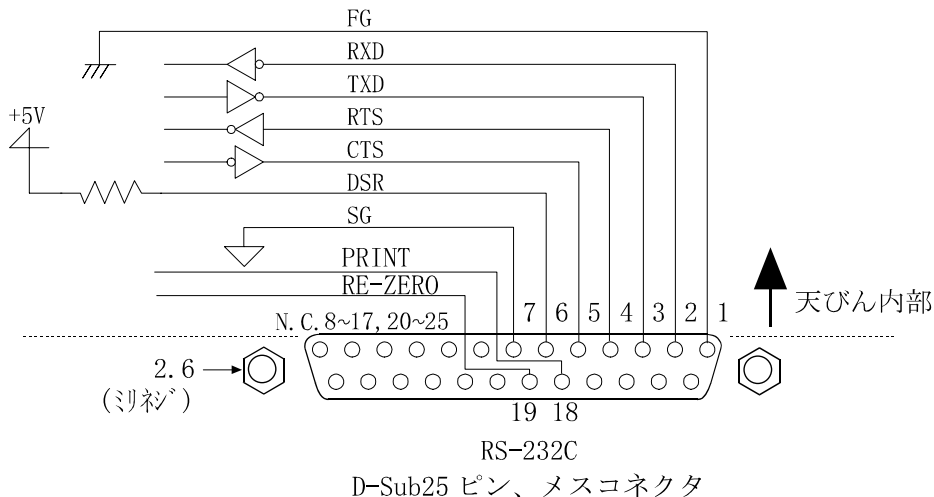 FG
RXD
TXD
+5V
RTS
CTS
DSR
SG
PRINT
RE-ZERO
天びん内部
N.C.8~17,20~25
7 6 5 4 3 2 1
2.6
(ミリネジ)
19 18
RS-232C
D-Sub25 ピン、メスコネクタ